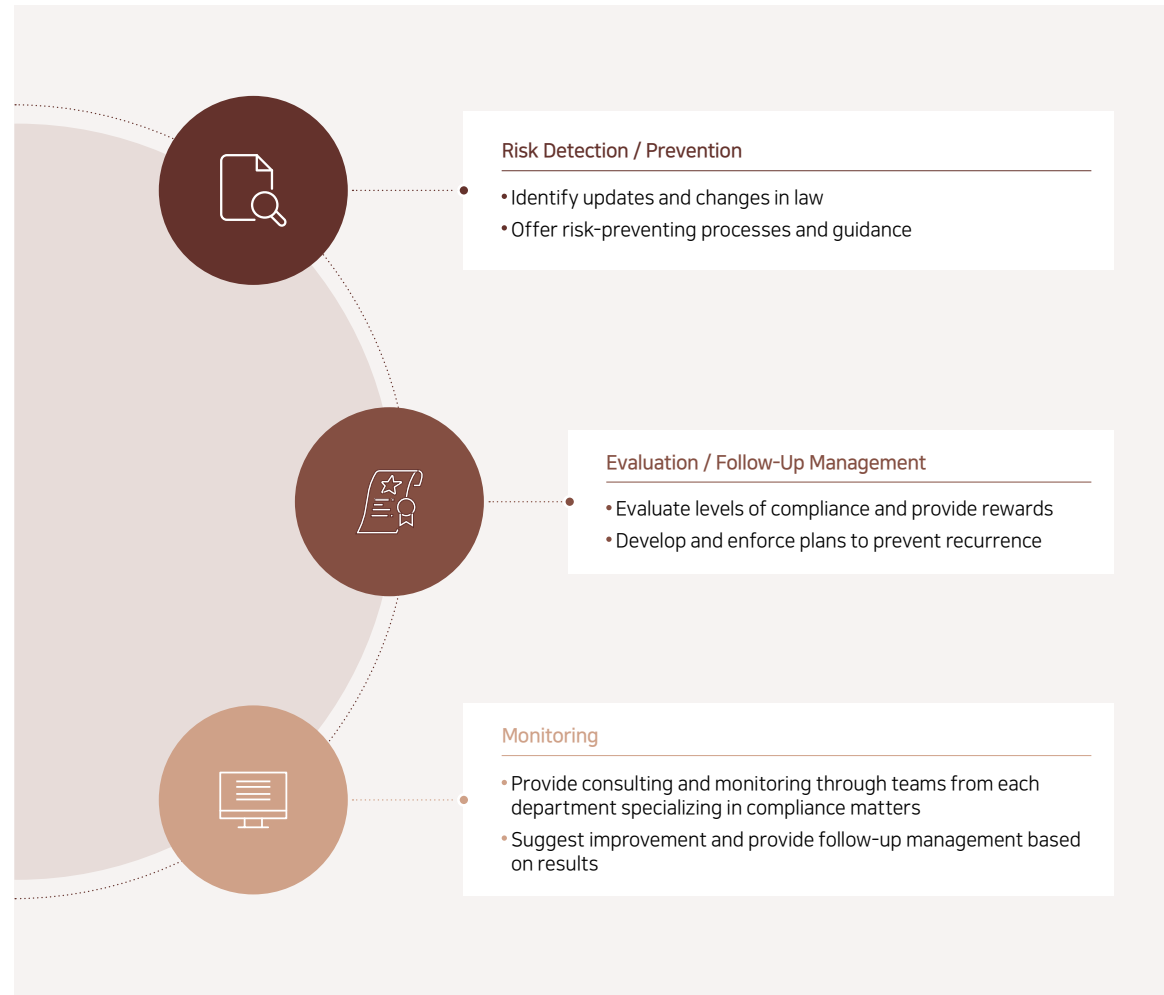 Risk Detection / Prevention
• Identify updates and changes in law
• Offer risk-preventing processes and guidance
Evaluation / Follow-Up Management
• Evaluate levels of compliance and provide rewards
• Develop and enforce plans to prevent recurrence
Monitoring
• Provide consulting and monitoring through teams from each
department specializing in compliance matters
• Suggest improvement and provide follow-up management based
on results